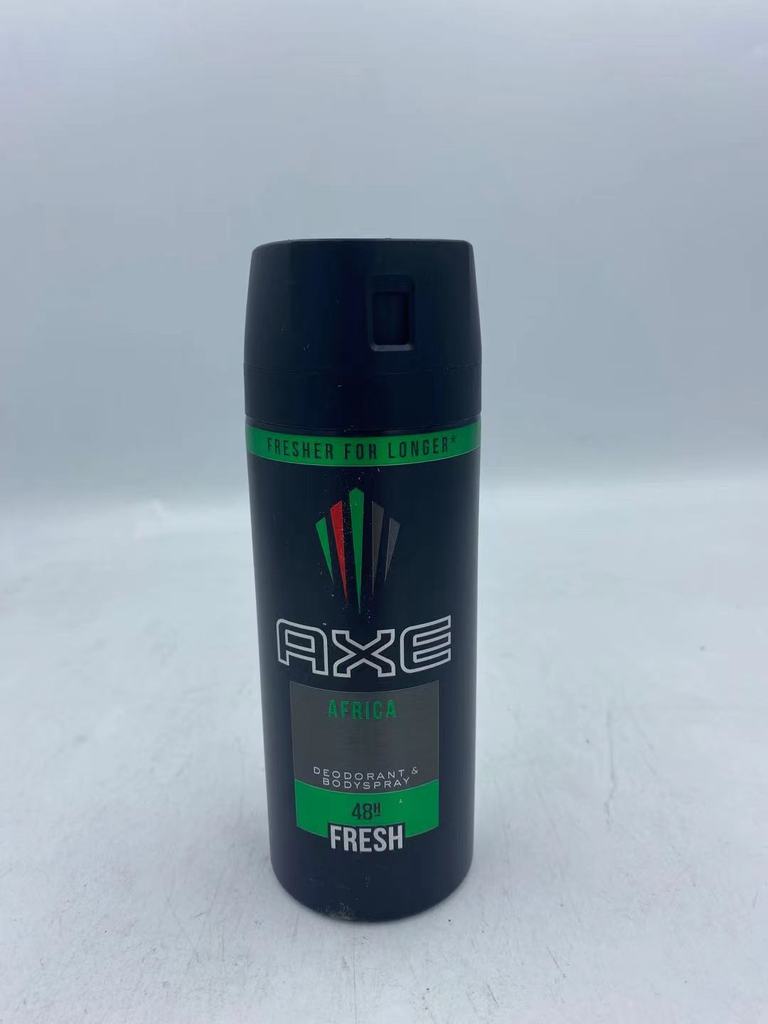 FRESHER FOR LONGER*
AXE
AFRICA
DEODORANT &
BODYSPRAY
48H
FRESH